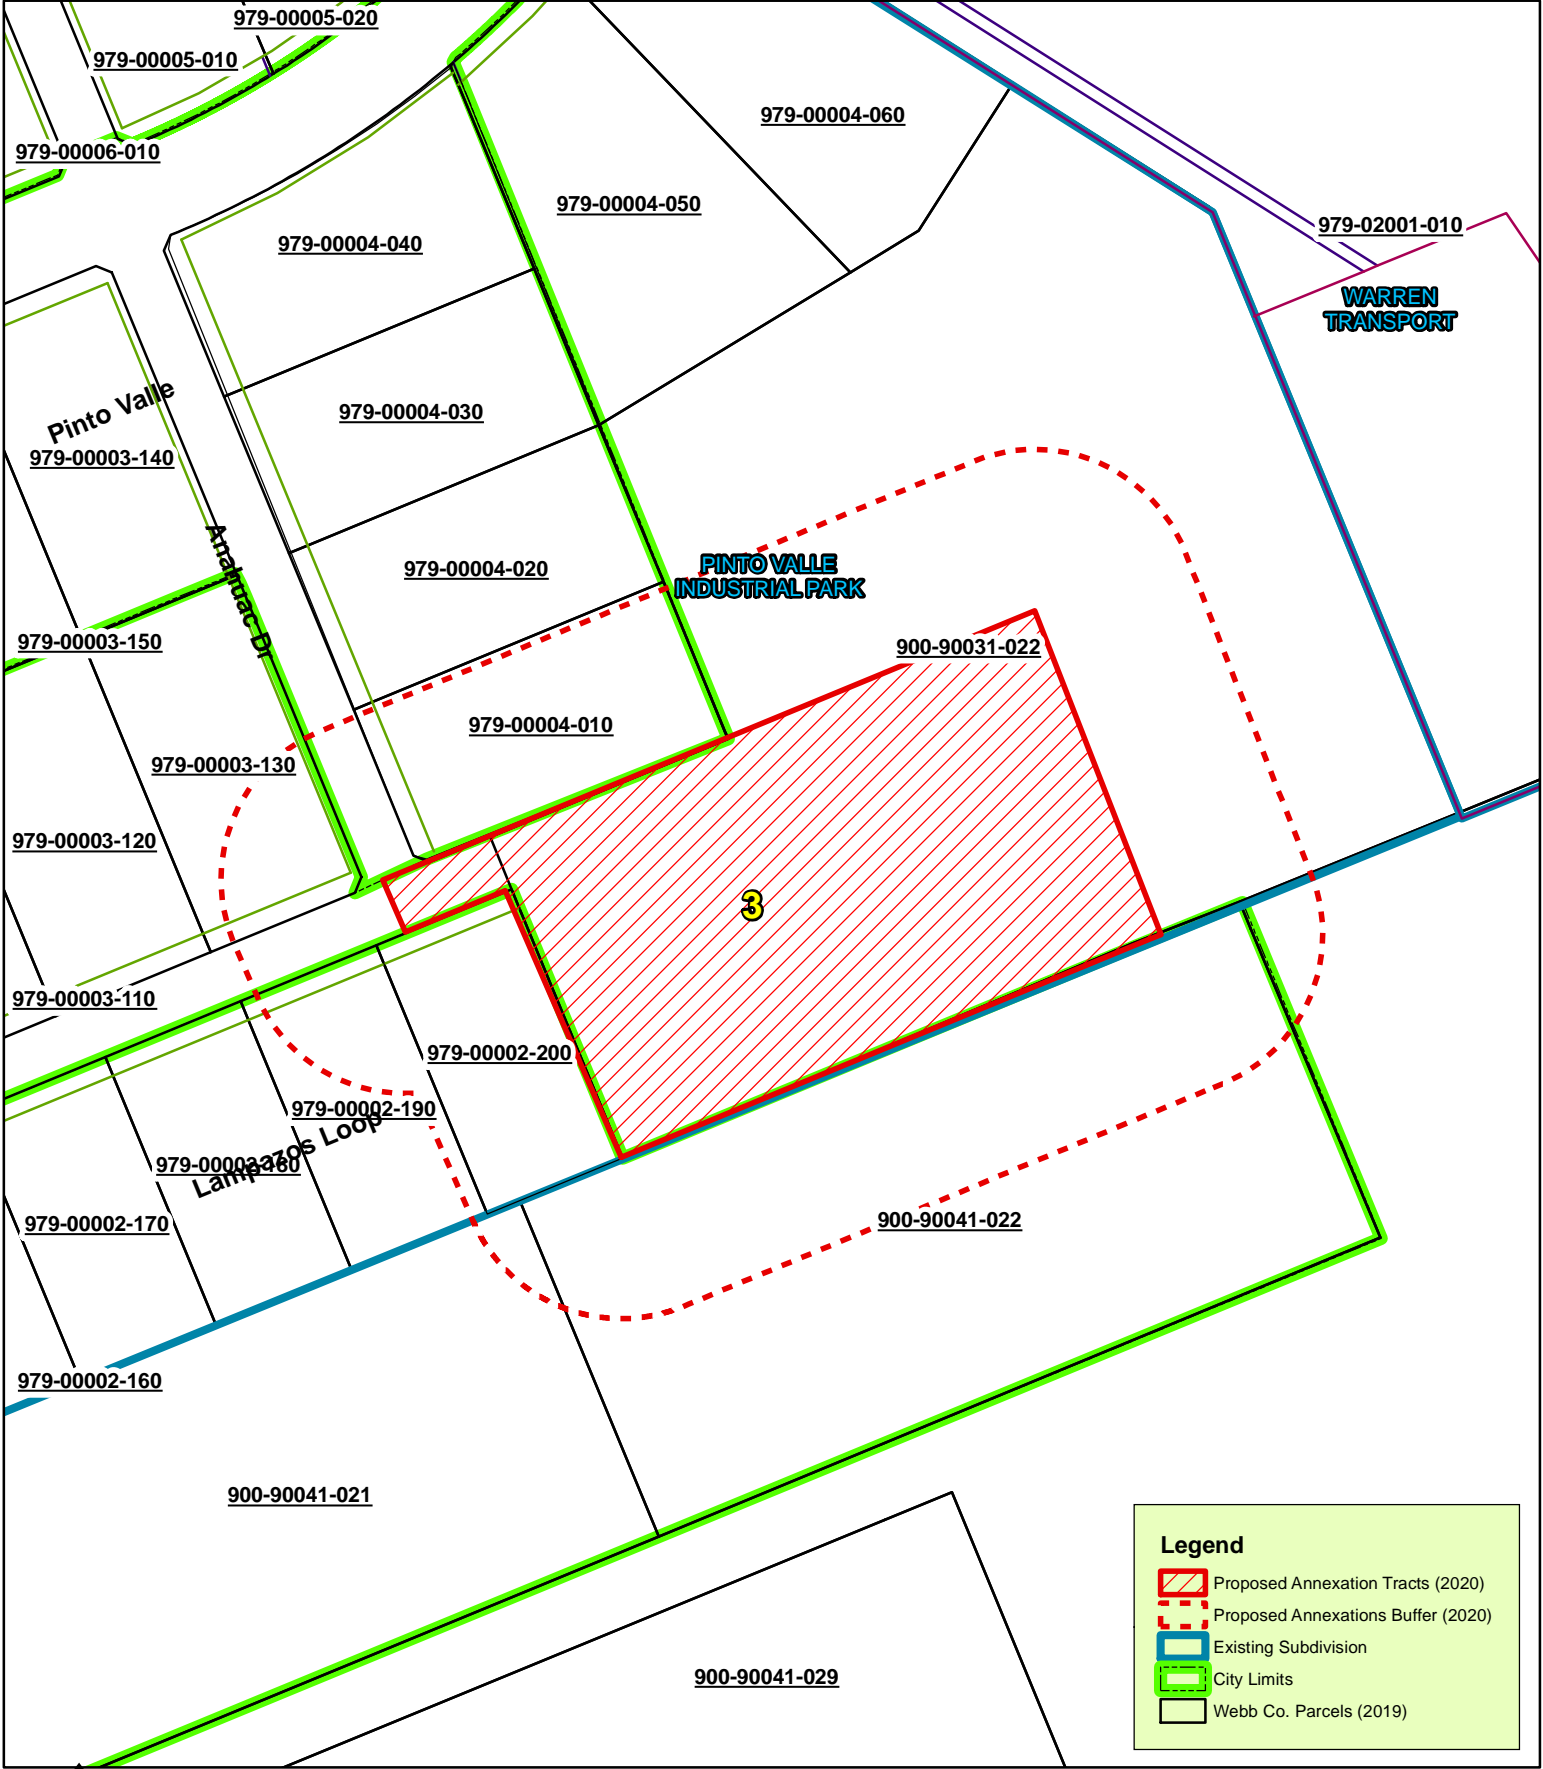 979-00005-020
979-00005-010
979-00004-060
979-00006-010
979-00004-050
979-02001-010
979-00004-040
WARREN
TRANSPORT
Pinto Valle
979-00004-030
979-00003-140
Anahuac Dr
PINTO VALLE
INDUSTRIAL PARK
979-00004-020
979-00003-150
900-90031-022
979-00004-010
979-00003-130
979-00003-120
3
979-00003-110
979-00002-200
979-00002-190
Lampazos Loop
979-00002-180
979-00002-170
900-90041-022
979-00002-160
900-90041-021
900-90041-029
Legend
Proposed Annexation Tracts (2020)
Proposed Annexations Buffer (2020)
Existing Subdivision
City Limits
Webb Co. Parcels (2019)